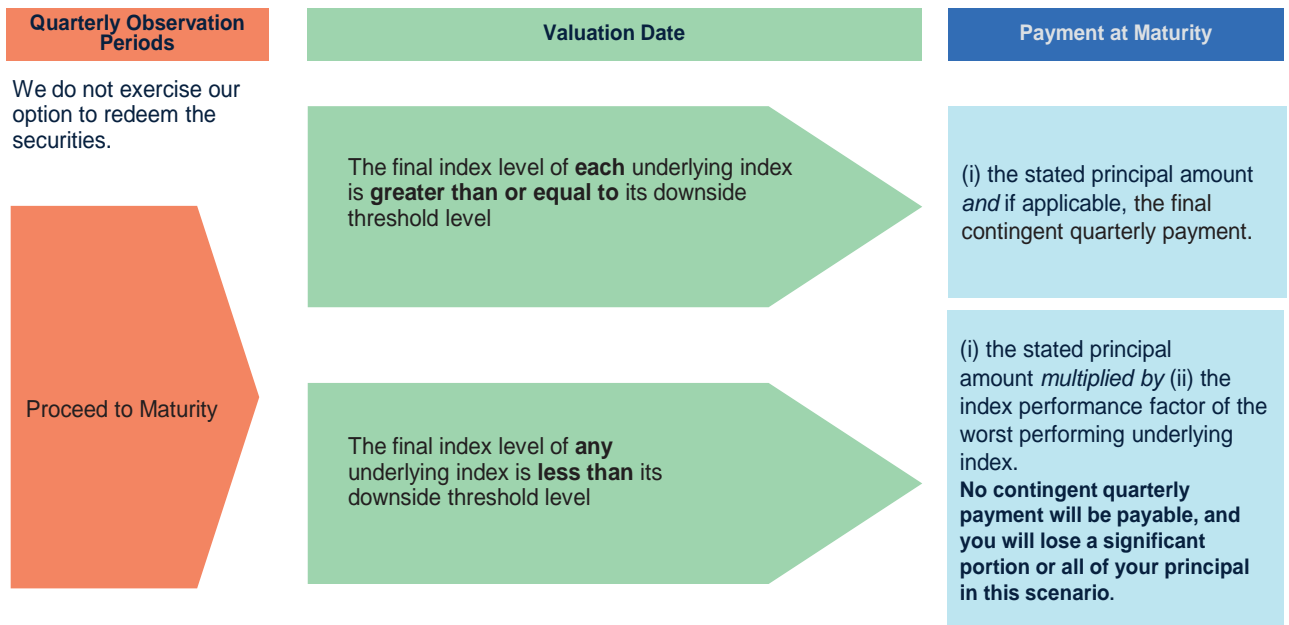 Quarterly Observation
Periods
Valuation Date
Payment at Maturity
We do not exercise our
option to redeem the
securities.
Proceed to Maturity
The final index level of each underlying index
is greater than or equal to its downside
threshold level
(i) the stated principal amount
and if applicable, the final
contingent quarterly payment.
The final index level of any
underlying index is less than its
downside threshold level
(i) the stated principal
amount multiplied by (ii) the
index performance factor of the
worst performing underlying
index.
No contingent quarterly
payment will be payable, and
you will lose a significant
portion or all of your principal
in this scenario.